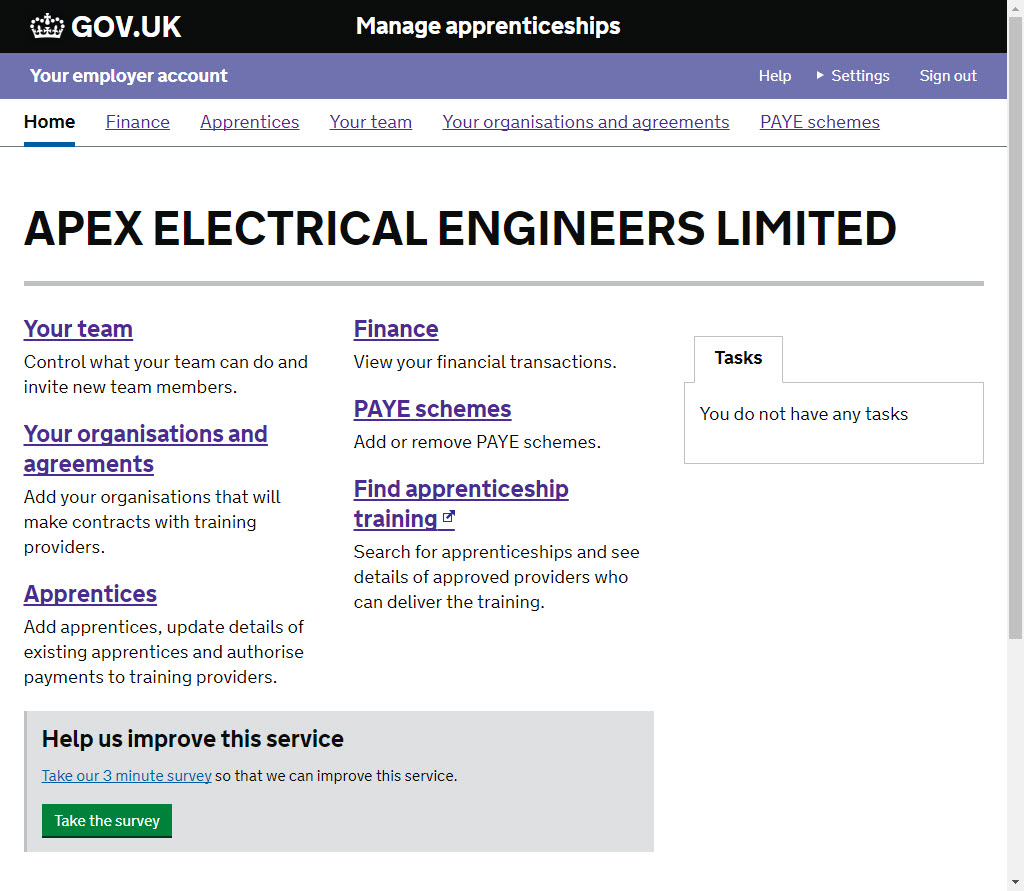 GOV.UK
Manage apprenticeships
Your employer account
Help
Settings
Sign out
Home
Finance
Apprentices
Your team
Your organisations and agreements
PAYE schemes
APEX ELECTRICAL ENGINEERS LIMITED
Your team
Control what your team can do and
invite new team members.
Your organisations and
agreements
Add your organisations that will
make contracts with training
providers.
Apprentices
Add apprentices, update details of
existing apprentices and authorise
payments to training providers.
Finance
View your financial transactions.
PAYE schemes
Add or remove PAYE schemes.
Find apprenticeship
training
Search for apprenticeships and see
details of approved providers who
can deliver the training.
Tasks
You do not have any tasks
Help us improve this service
Take our 3 minute survey so that we can improve this service.
Take the survey